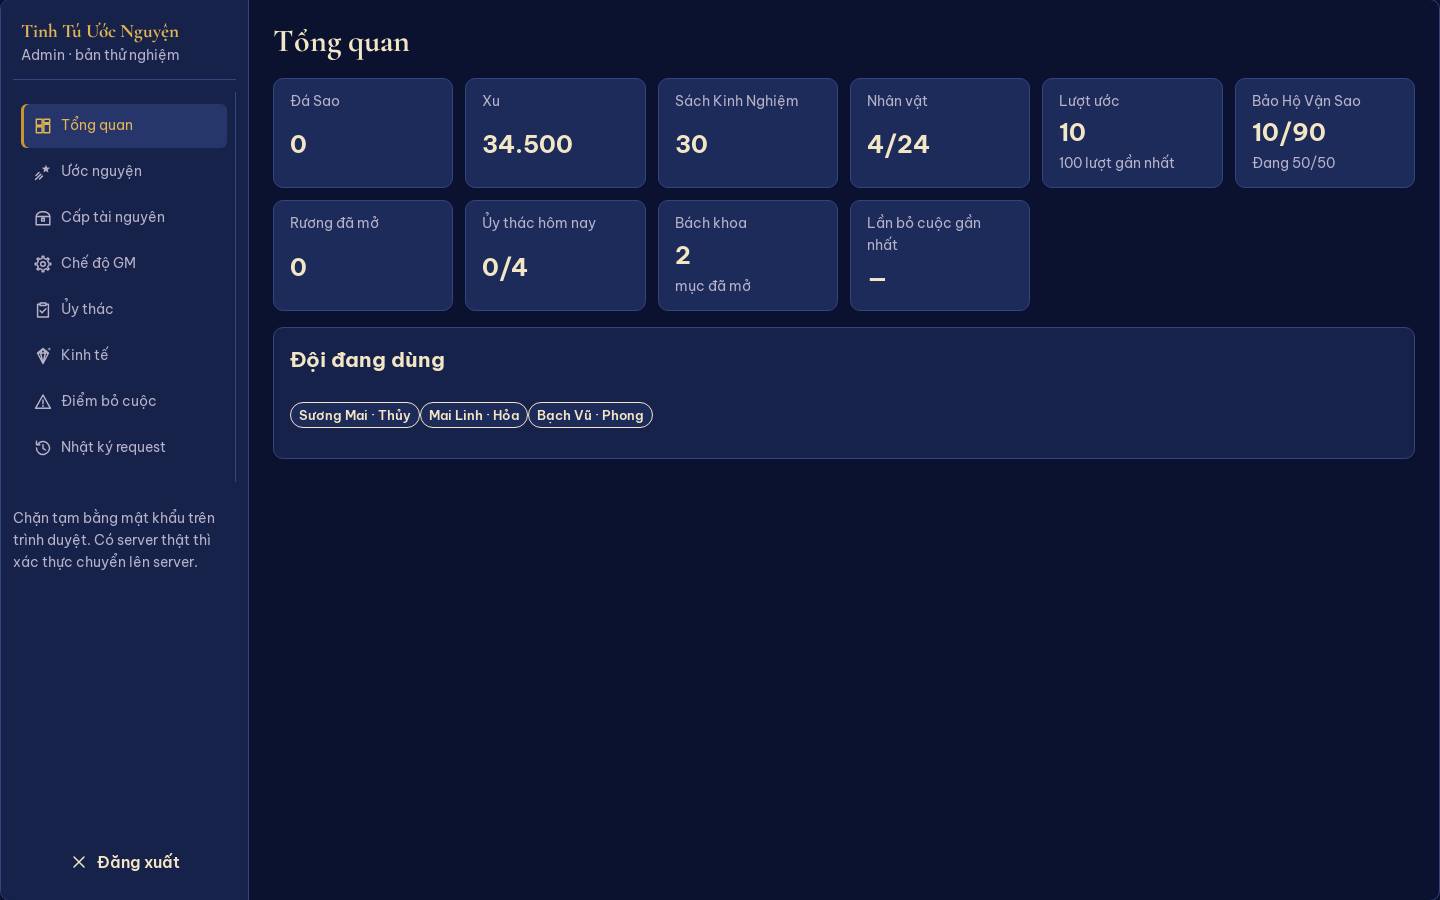 Tinh Tú Ước Nguyện
Admin · bản thử nghiệm
Tổng quan
Ước nguyện
Cấp tài nguyên
Chế độ GM
Ủy thác
Kinh tế
Điểm bỏ cuộc
Nhật ký request
Chặn tạm bằng mật khẩu trên
trình duyệt. Có server thật thì
xác thực chuyển lên server.
Đăng xuất
Tổng quan
Đá Sao
0
Xu
34.500
Sách Kinh Nghiệm
30
Nhân vật
4/24
Lượt ước
10
100 lượt gần nhất
Bảo Hộ Vận Sao
10/90
Đang 50/50
Rương đã mở
0
Ủy thác hôm nay
0/4
Bách khoa
2
mục đã mở
Lần bỏ cuộc gần
nhất
—
Đội đang dùng
Sương Mai · Thủy Mai Linh · Hỏa Bạch Vũ · Phong